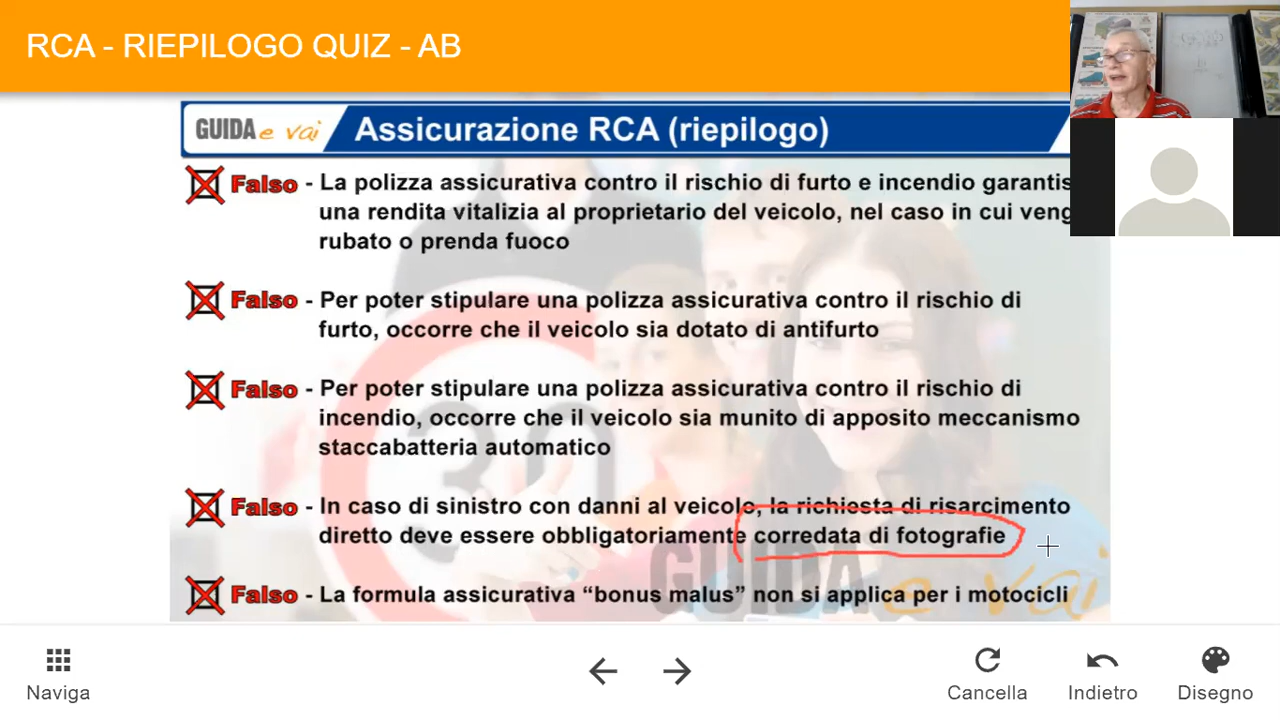 RCA - RIEPILOGO QUIZ - AB
GUIDA e vai
Assicurazione RCA (riepilogo)
Falso - La polizza assicurativa contro il rischio di furto e incendio garantis
una rendita vitalizia al proprietario del veicolo, nel caso in cui veng
rubato o prenda fuoco
Falso - Per poter stipulare una polizza assicurativa contro il rischio di
furto, occorre che il veicolo sia dotato di antifurto
Falso - Per poter stipulare una polizza assicurativa contro il rischio di
incendio, occorre che il veicolo sia munito di apposito meccanismo
staccabatteria automatico
Falso - In caso di sinistro con danni al veicolo, la richiesta di risarcimento
diretto deve essere obbligatoriamente corredata di fotografie
Falso - La formula assicurativa “bonus malus” non si applica per i motocicli
GUIDA e vai
30
Naviga
Cancella
Indietro
Disegno